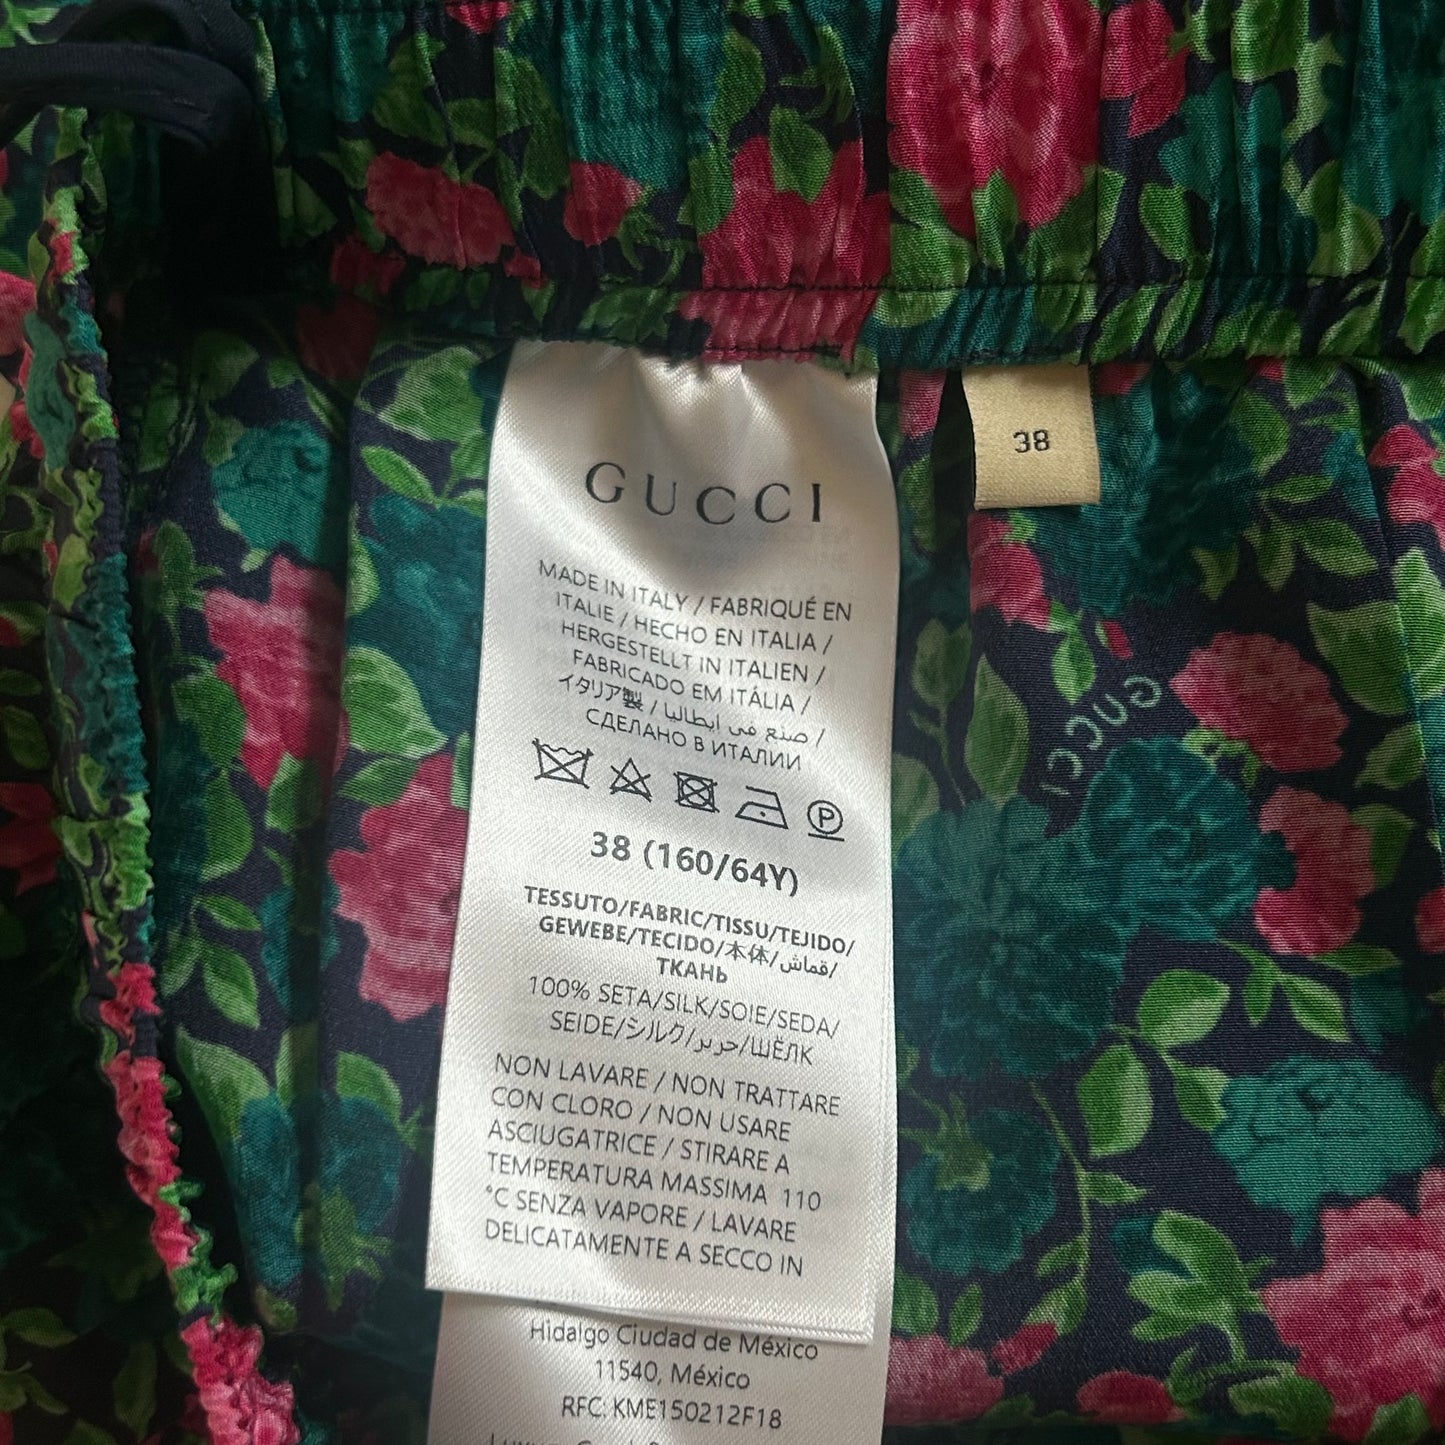 GUCCI
38
MADE IN ITALY / FABRIQUÉ EN
ITALIE / HECHO EN ITALIA /
HERGESTELLT IN ITALIEN /
FABRICADO EM ITÁLIA /
イタリア製 / صنع في ايطاليا /
СДЕЛАНО В ИТАЛИИ
P
38 (160/64Y)
TESSUTO/FABRIC/TISSU/TEJIDO/
GEWEBE/TECIDO/本体/قماش/
ТКАНЬ
100% SETA/SILK/SOIE/SEDA/
SEIDE/シルク/حرير/ШЁЛК
NON LAVARE / NON TRATTARE
CON CLORO / NON USARE
ASCIUGATRICE / STIRARE A
TEMPERATURA MASSIMA 110
°C SENZA VAPORE / LAVARE
DELICATAMENTE A SECCO IN
Hidalgo Ciudad de México
11540, México
RFC: KME150212F18
GUCCI